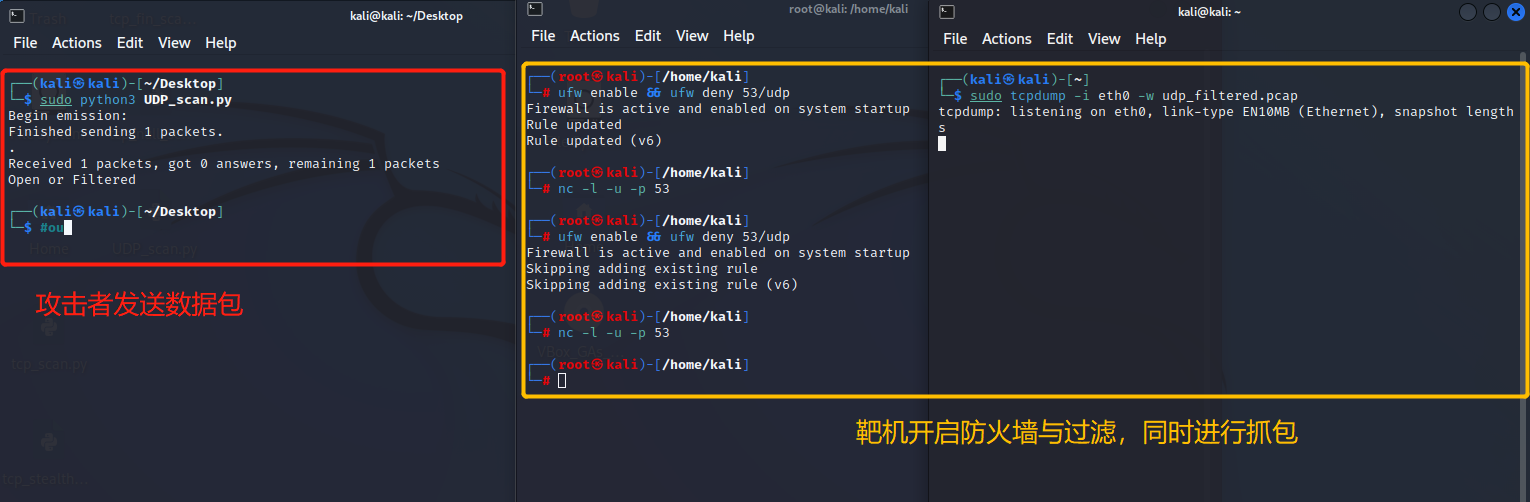 Trash
tcp_fin_sca...
kali@kali: ~/Desktop
File Actions Edit View Help
┌──(kali㉿kali)-[~/Desktop]
└─$ sudo python3 UDP_scan.py
Begin emission:
Finished sending 1 packets.
.
Received 1 packets, got 0 answers, remaining 1 packets
Open or Filtered
┌──(kali㉿kali)-[~/Desktop]
└─$ #ou
Home
UDP_scan.py
攻击者发送数据包
tcp_scan.py
tcp_stealth...
root@kali: /home/kali
File Actions Edit View Help
┌──(root㉿kali)-[/home/kali]
└─# ufw enable && ufw deny 53/udp
Firewall is active and enabled on system startup
Rule updated
Rule updated (v6)
┌──(root㉿kali)-[/home/kali]
└─# nc -l -u -p 53
┌──(root㉿kali)-[/home/kali]
└─# ufw enable && ufw deny 53/udp
Firewall is active and enabled on system startup
Skipping adding existing rule
Skipping adding existing rule (v6)
┌──(root㉿kali)-[/home/kali]
└─# nc -l -u -p 53
┌──(root㉿kali)-[/home/kali]
└─#
kali@kali: ~
File Actions Edit View Help
┌──(kali㉿kali)-[~]
└─$ sudo tcpdump -i eth0 -w udp_filtered.pcap
tcpdump: listening on eth0, link-type EN10MB (Ethernet), snapshot length
s
靶机开启防火墙与过滤，同时进行抓包